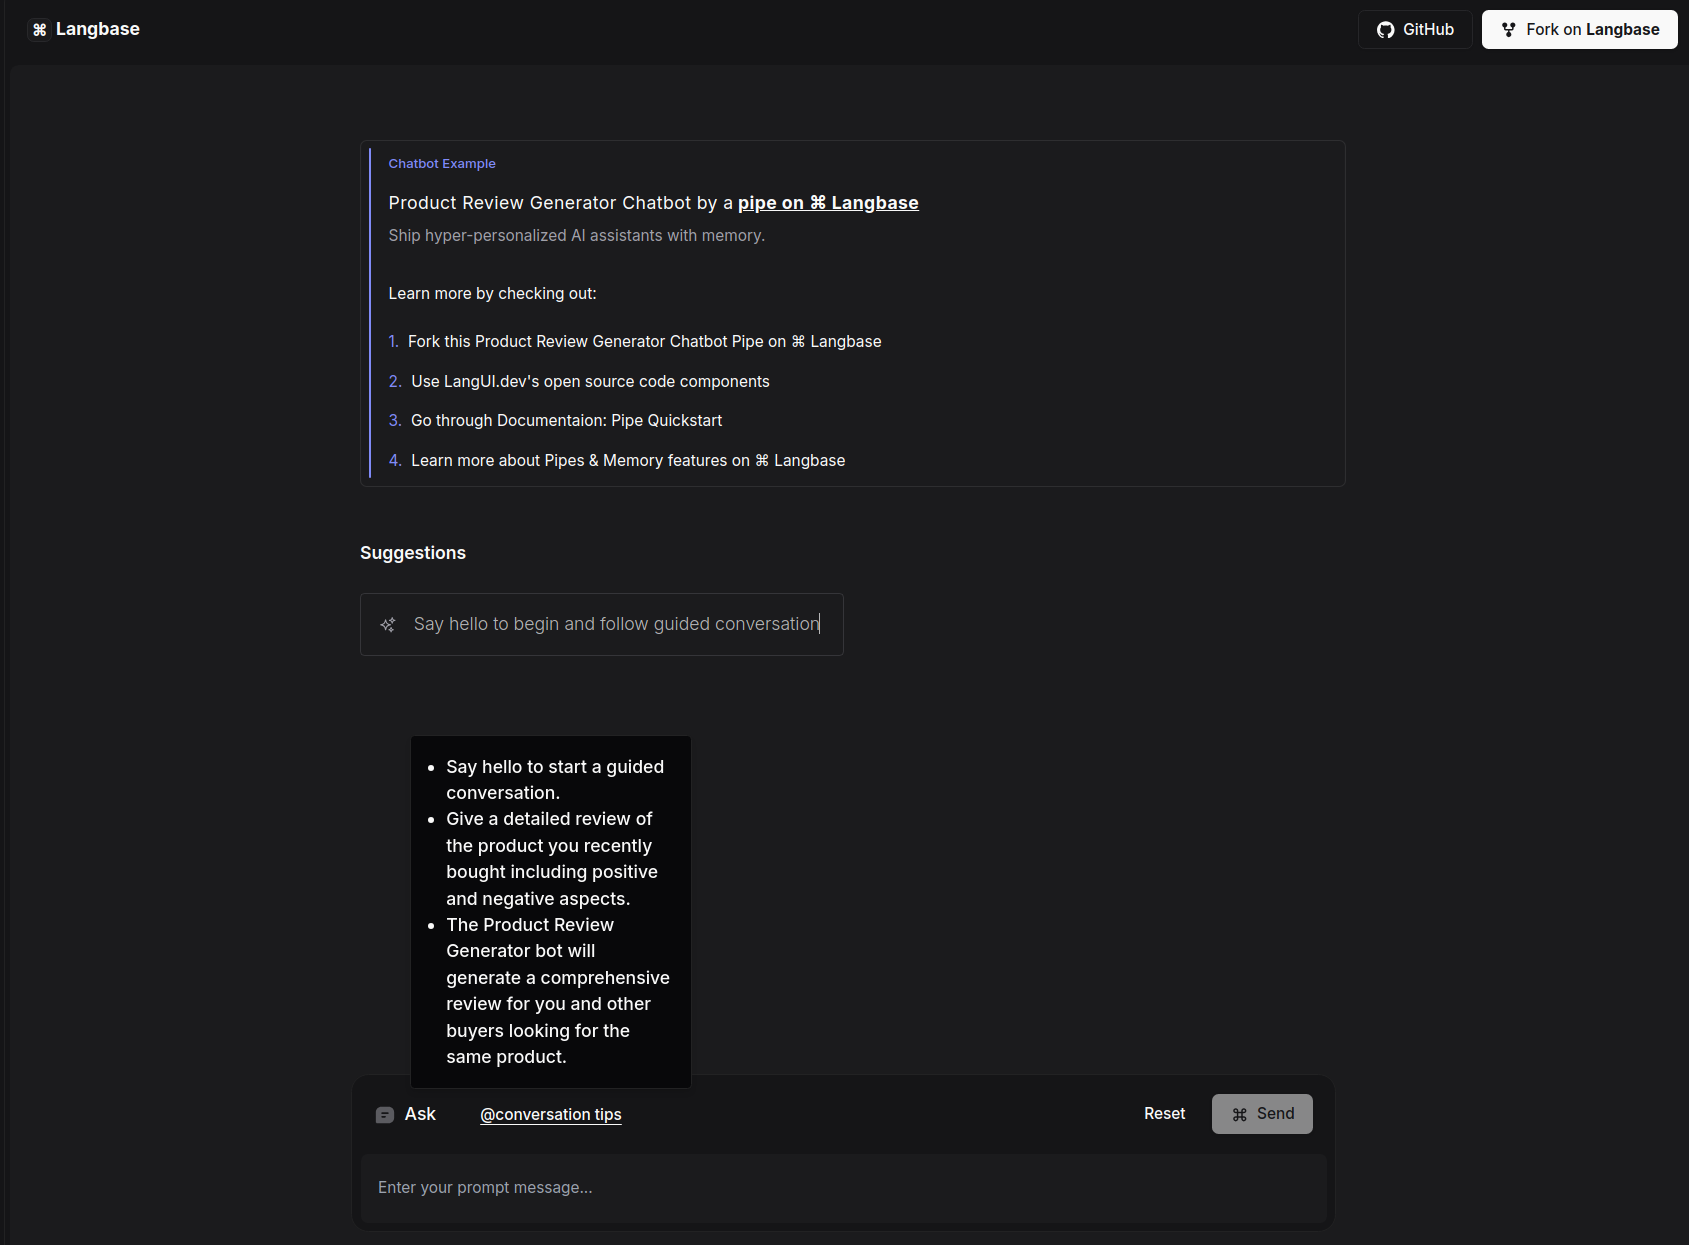 ⌘ Langbase
GitHub
Fork on Langbase
Chatbot Example
Product Review Generator Chatbot by a pipe on ⌘ Langbase
Ship hyper-personalized AI assistants with memory.
Learn more by checking out:
1. Fork this Product Review Generator Chatbot Pipe on ⌘ Langbase
2. Use LangUI.dev's open source code components
3. Go through Documentaion: Pipe Quickstart
4. Learn more about Pipes & Memory features on ⌘ Langbase
Suggestions
Say hello to begin and follow guided conversation
• Say hello to start a guided
conversation.
• Give a detailed review of
the product you recently
bought including positive
and negative aspects.
• The Product Review
Generator bot will
generate a comprehensive
review for you and other
buyers looking for the
same product.
Ask
@conversation tips
Reset
⌘ Send
Enter your prompt message...